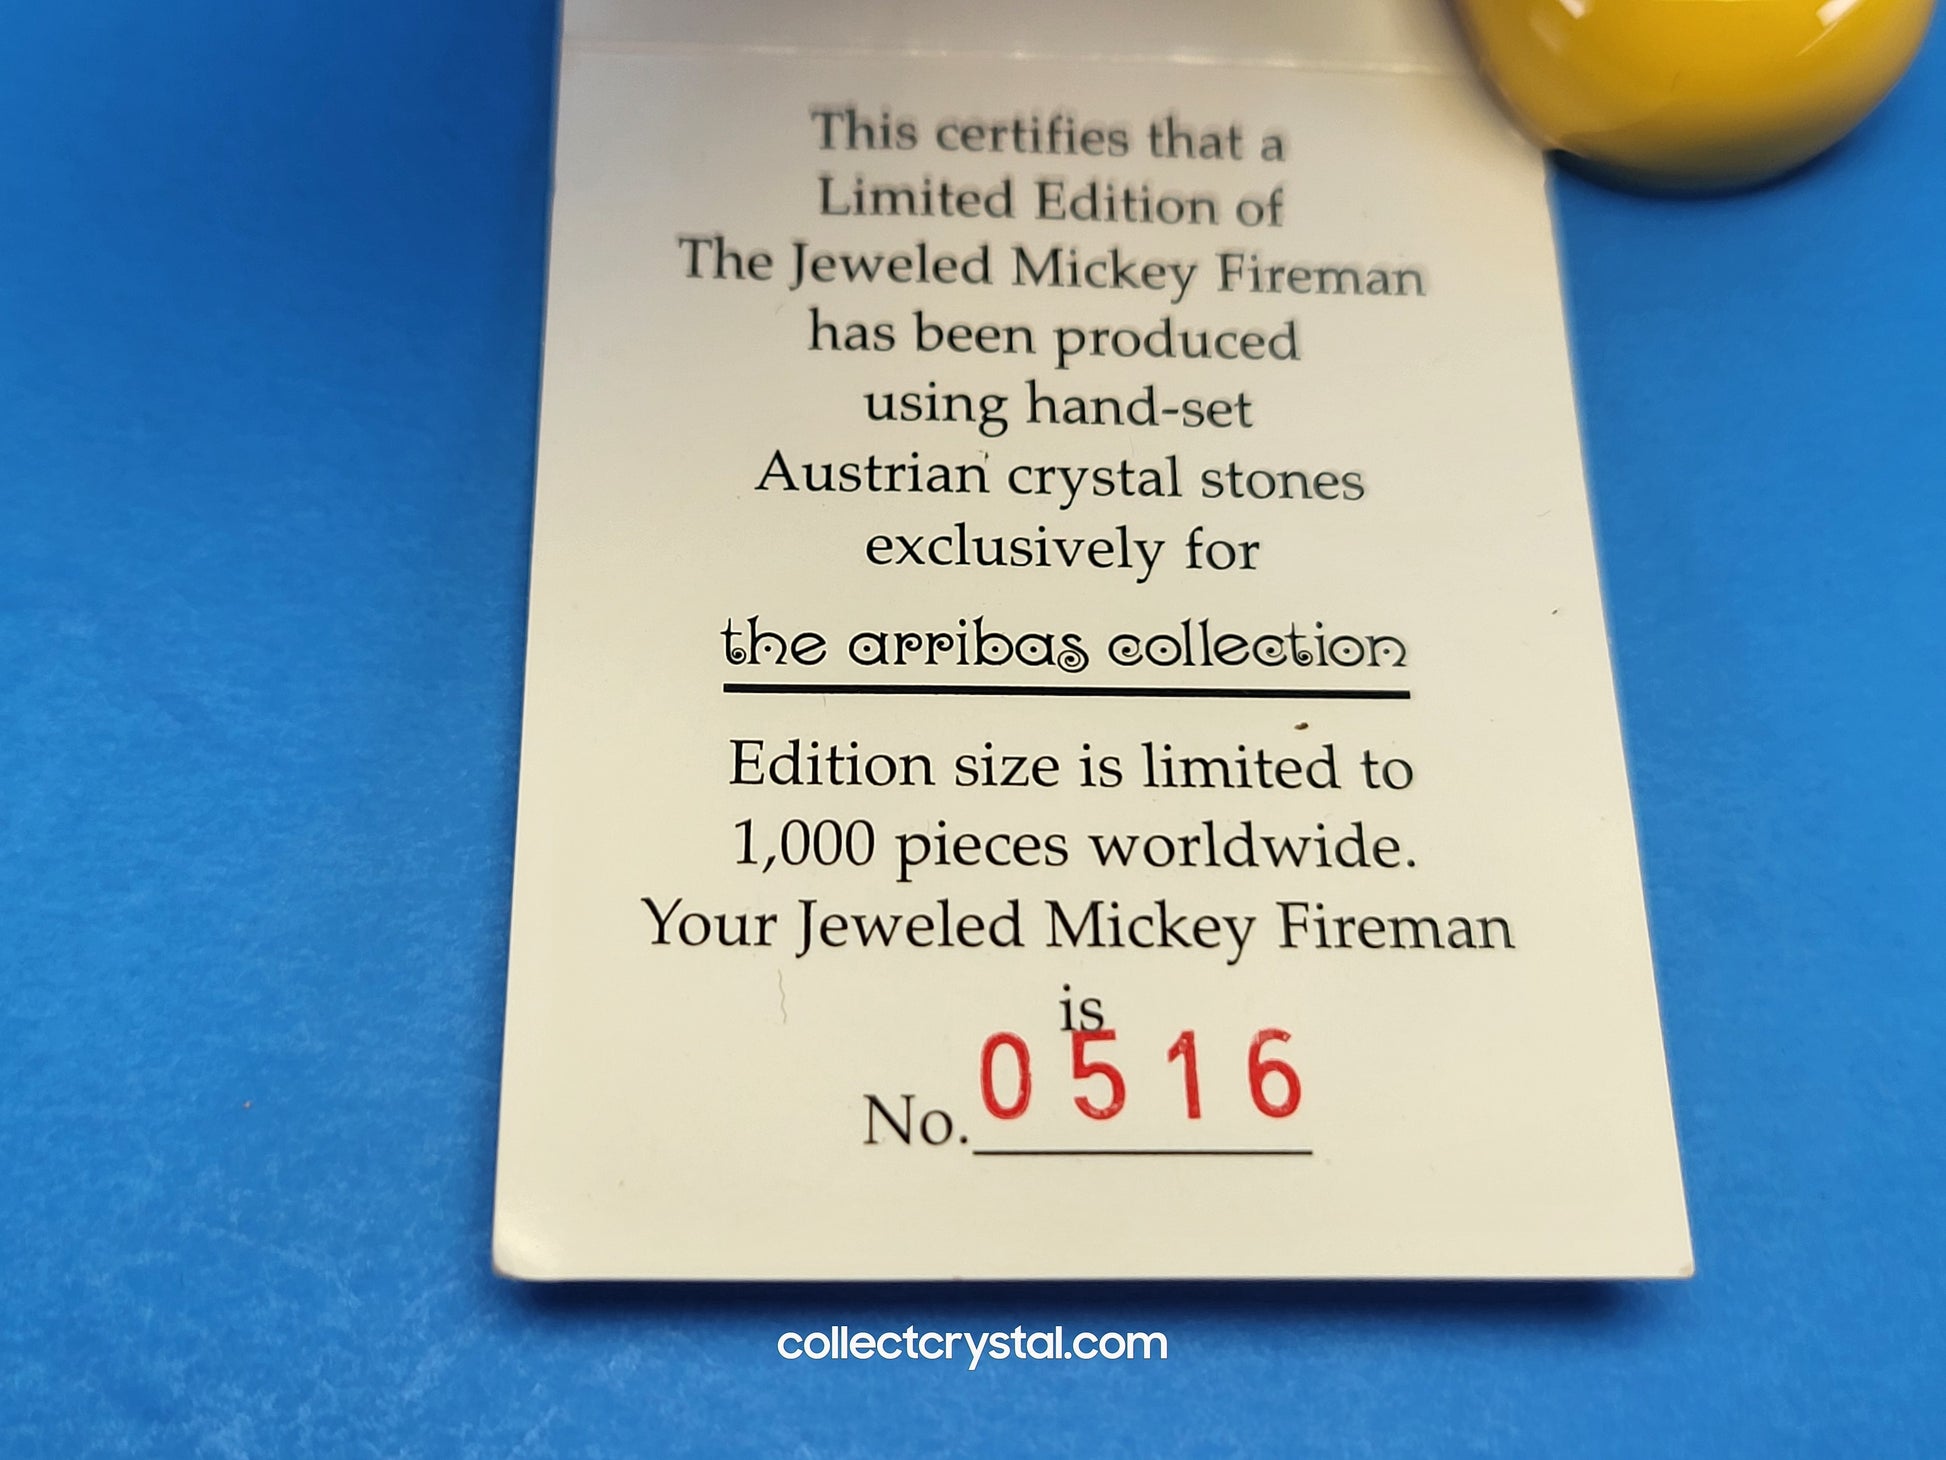 This certifies that a
Limited Edition of
The Jeweled Mickey Fireman
has been produced
using hand-set
Austrian crystal stones
exclusively for
the arribas collection
Edition size is limited to
1,000 pieces worldwide.
Your Jeweled Mickey Fireman
is
No. 0516
collectcrystal.com